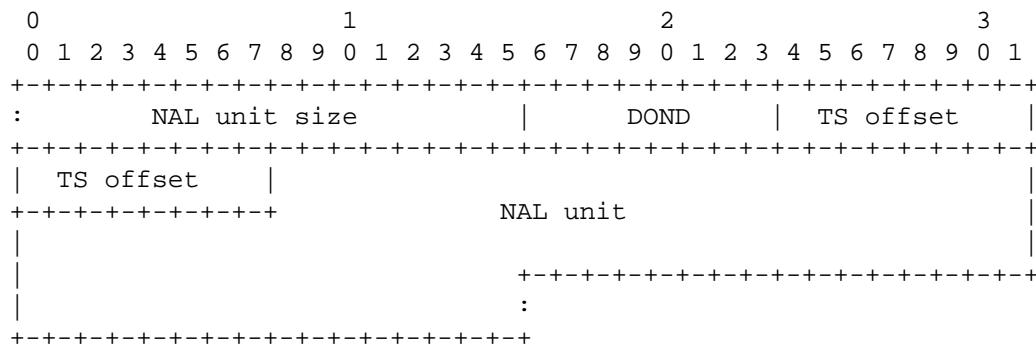 0                   1                   2                   3
 0 1 2 3 4 5 6 7 8 9 0 1 2 3 4 5 6 7 8 9 0 1 2 3 4 5 6 7 8 9 0 1
+-+-+-+-+-+-+-+-+-+-+-+-+-+-+-+-+-+-+-+-+-+-+-+-+-+-+-+-+-+-+-+-+
:        NAL unit size          |     DOND      |  TS offset    |
+-+-+-+-+-+-+-+-+-+-+-+-+-+-+-+-+-+-+-+-+-+-+-+-+-+-+-+-+-+-+-+-+
|  TS offset    |                                               |
+-+-+-+-+-+-+-+-+              NAL unit                         |
|                                                               |
|                               +-+-+-+-+-+-+-+-+-+-+-+-+-+-+-+-+
|                               :
+-+-+-+-+-+-+-+-+-+-+-+-+-+-+-+-+